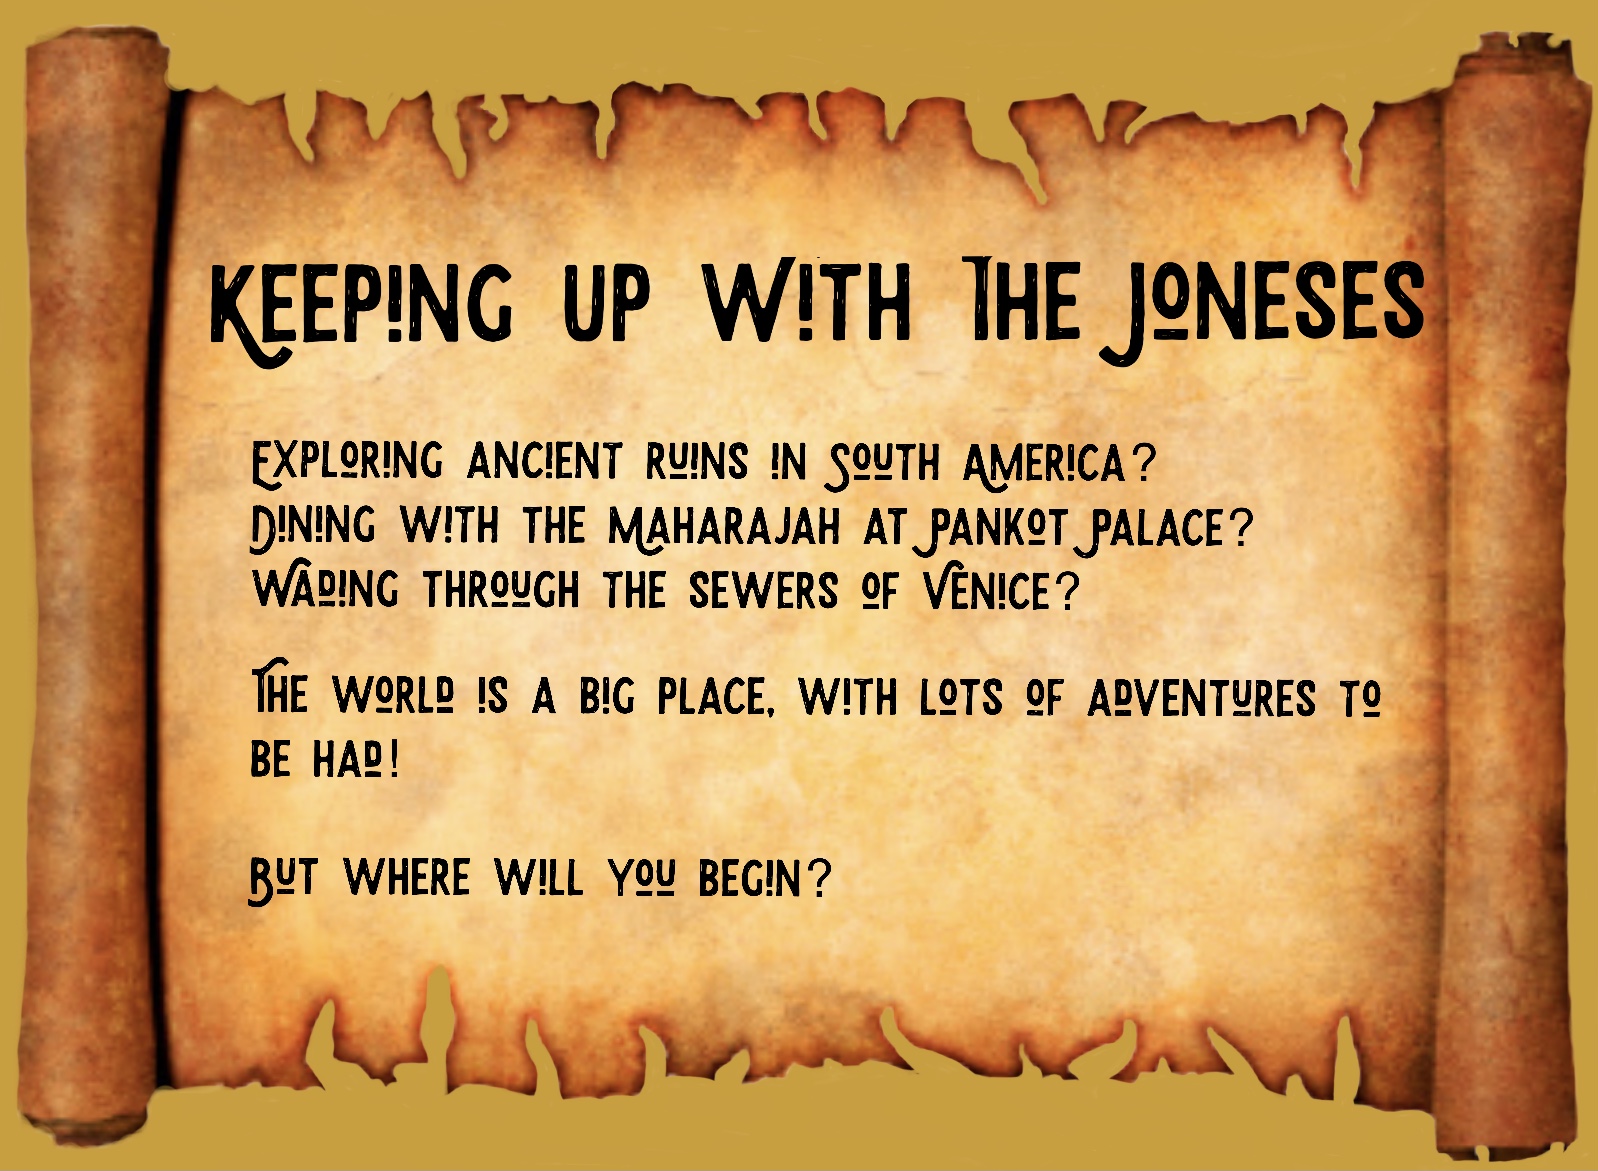 Keeping up with the Joneses
Exploring ancient ruins in South America?
Dining with the Maharajah at Pankot Palace?
Wading through the sewers of Venice?
The world is a big place, with lots of adventures to
be had!
But where will you begin?